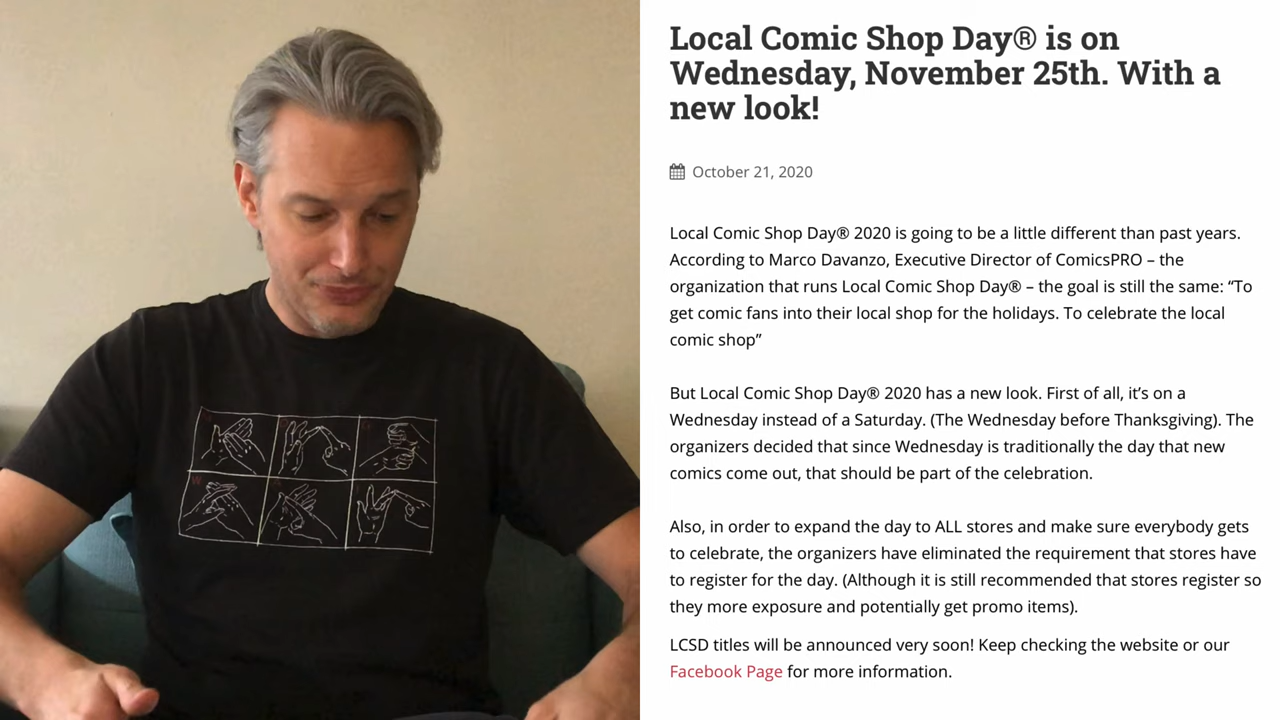 Local Comic Shop Day® is on
Wednesday, November 25th. With a
new look!
October 21, 2020
Local Comic Shop Day® 2020 is going to be a little different than past years.
According to Marco Davanzo, Executive Director of ComicsPRO – the
organization that runs Local Comic Shop Day® – the goal is still the same: “To
get comic fans into their local shop for the holidays. To celebrate the local
comic shop”
But Local Comic Shop Day® 2020 has a new look. First of all, it’s on a
Wednesday instead of a Saturday. (The Wednesday before Thanksgiving). The
organizers decided that since Wednesday is traditionally the day that new
comics come out, that should be part of the celebration.
Also, in order to expand the day to ALL stores and make sure everybody gets
to celebrate, the organizers have eliminated the requirement that stores have
to register for the day. (Although it is still recommended that stores register so
they more exposure and potentially get promo items).
LCSD titles will be announced very soon! Keep checking the website or our
Facebook Page for more information.